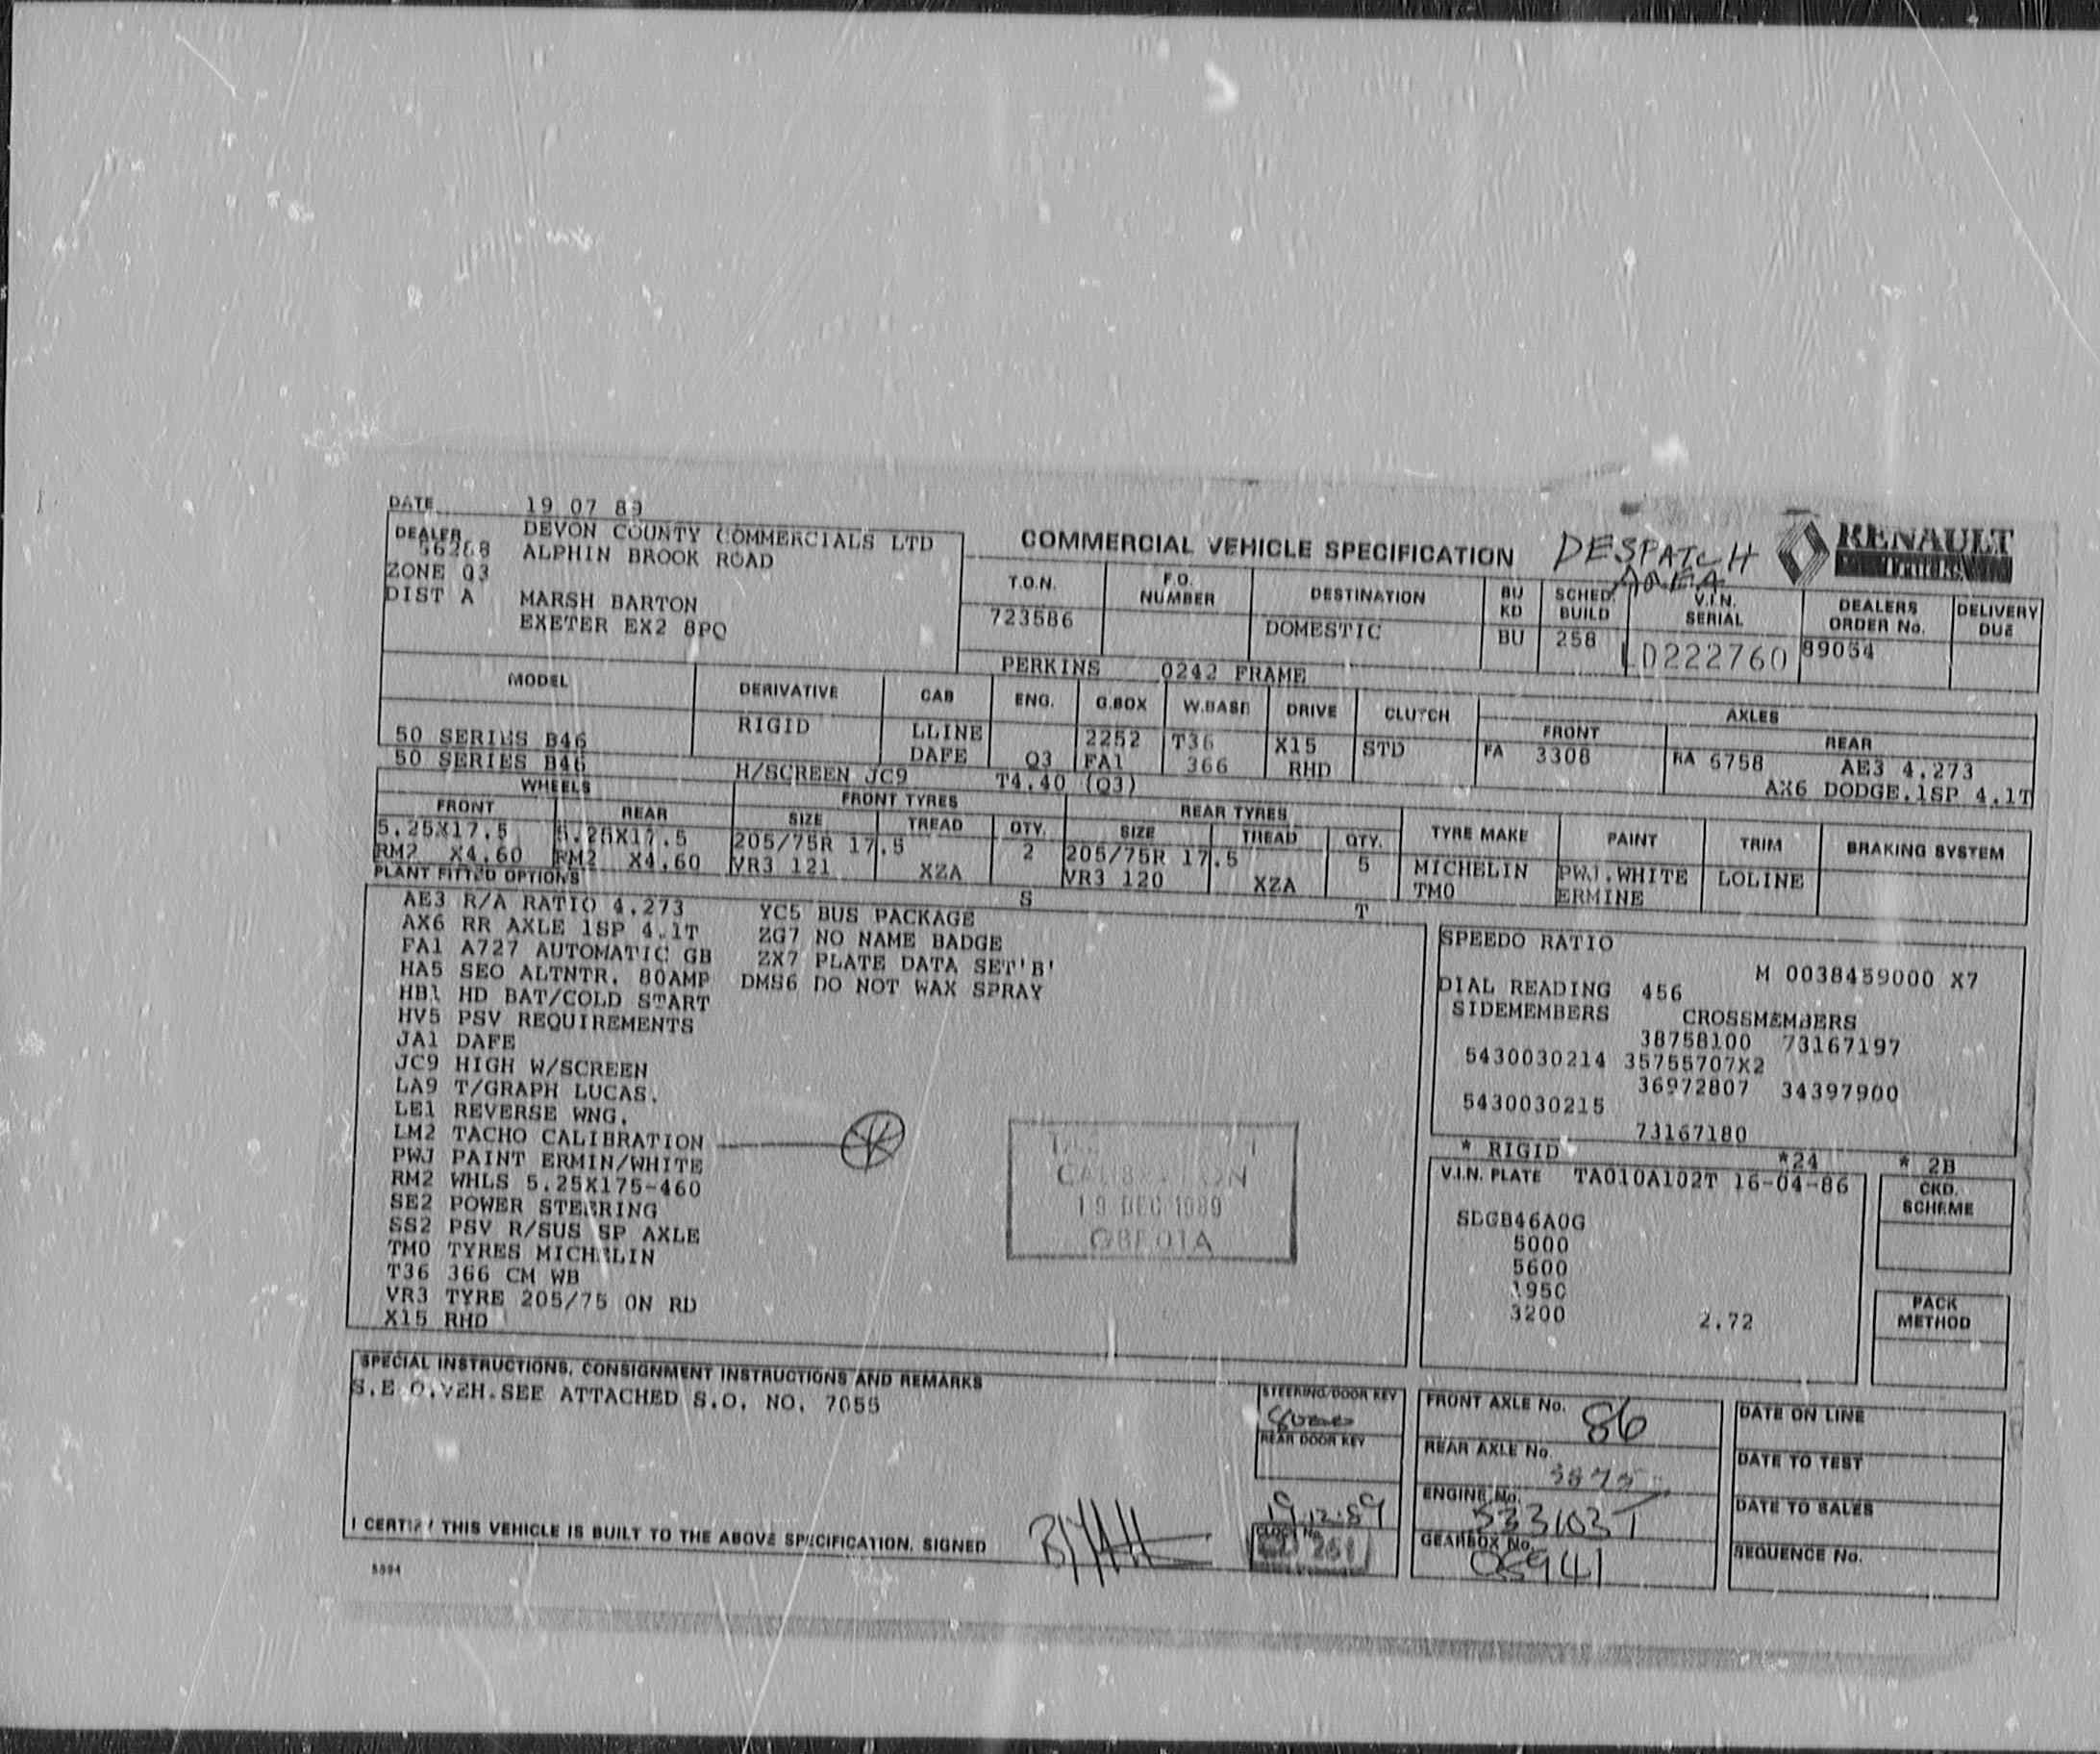 DATE 19 07 89
DEALER DEVON COUNTY COMMERCIALS LTD
56268 ALPHIN BROOK ROAD
ZONE Q3
DIST A MARSH BARTON
EXETER EX2 8PQ
COMMERCIAL VEHICLE SPECIFICATION
DESPATCH AREA
RENAULT
T.O.N. F.O. NUMBER DESTINATION BU KD SCHED. BUILD V.I.N. SERIAL DEALERS ORDER No. DELIVERY DUE
723586 DOMESTIC BU 258 LD222760 89054
PERKINS 0242 FRAME
MODEL DERIVATIVE CAB ENG. G.BOX W.BASE DRIVE CLUTCH AXLES
FRONT REAR
50 SERIES B46 RIGID LLINE 2252 T36 X15 STD FA 3308 RA 6758 AE3 4.273
50 SERIES B46 DAFE Q3 FA1 366 RHD AX6 DODGE.1SP 4.1T
H/SCREEN JC9 T4.40 (Q3)
WHEELS FRONT TYRES REAR TYRES
FRONT REAR SIZE TREAD QTY. SIZE TREAD QTY. TYRE MAKE PAINT TRIM BRAKING SYSTEM
5.25X17.5 5.25X17.5 205/75R 17.5 2 205/75R 17.5 5 MICHELIN PWJ.WHITE LOLINE
RM2 X4.60 RM2 X4.60 VR3 121 XZA VR3 120 XZA TMO ERMINE
PLANT FITTED OPTIONS S T
AE3 R/A RATIO 4.273 YC5 BUS PACKAGE
AX6 RR AXLE 1SP 4.1T ZG7 NO NAME BADGE
FA1 A727 AUTOMATIC GB ZX7 PLATE DATA SET'B'
HA5 SEO ALTNTR. 80AMP DMS6 DO NOT WAX SPRAY
HB1 HD BAT/COLD START
HV5 PSV REQUIREMENTS
JA1 DAFE
JC9 HIGH W/SCREEN
LA9 T/GRAPH LUCAS.
LE1 REVERSE WNG.
LM2 TACHO CALIBRATION
PWJ PAINT ERMIN/WHITE
RM2 WHLS 5.25X175-460
SE2 POWER STEERING
SS2 PSV R/SUS SP AXLE
TMO TYRES MICHELIN
T36 366 CM WB
VR3 TYRE 205/75 ON RD
X15 RHD
19 DEC 1989
SPEEDO RATIO
M 0038459000 X7
DIAL READING 456
SIDEMEMBERS CROSSMEMBERS
38758100 73167197
5430030214 35755707X2
36972807 34397900
5430030215
73167180
* RIGID *24 * 2B
V.I.N. PLATE TA010A102T 16-04-86
CKD. SCHEME
SDGB46A0G
5000
5600
1950
3200 2.72
PACK METHOD
SPECIAL INSTRUCTIONS, CONSIGNMENT INSTRUCTIONS AND REMARKS
S.E O.VEH.SEE ATTACHED S.O. NO. 7055
STEERING/DOOR KEY
REAR DOOR KEY
19.12.89
CLOCK No.
FRONT AXLE No. 86
REAR AXLE No. 3875
ENGINE No.
GEARBOX No.
DATE ON LINE
DATE TO TEST
DATE TO SALES
SEQUENCE No.
I CERTIFY THIS VEHICLE IS BUILT TO THE ABOVE SPECIFICATION. SIGNED
5594